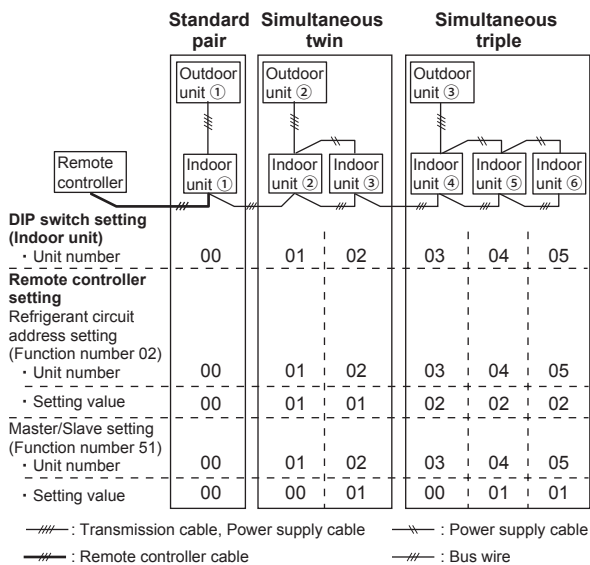 Standard pair Simultaneous twin Simultaneous triple
Outdoor unit ① Outdoor unit ② Outdoor unit ③
Remote controller
Indoor unit ① Indoor unit ② Indoor unit ③ Indoor unit ④ Indoor unit ⑤ Indoor unit ⑥
DIP switch setting
(Indoor unit)
・Unit number 00 01 02 03 04 05
Remote controller
setting
Refrigerant circuit
address setting
(Function number 02)
・Unit number 00 01 02 03 04 05
・Setting value 00 01 01 02 02 02
Master/Slave setting
(Function number 51)
・Unit number 00 01 02 03 04 05
・Setting value 00 00 01 00 01 01
: Transmission cable, Power supply cable : Power supply cable
: Remote controller cable : Bus wire